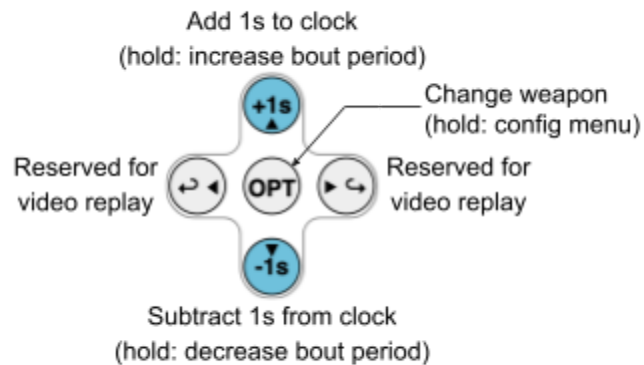 Add 1s to clock
(hold: increase bout period)
+1s
Change weapon
(hold: config menu)
Reserved for
video replay
OPT
Reserved for
video replay
-1s
Subtract 1s from clock
(hold: decrease bout period)